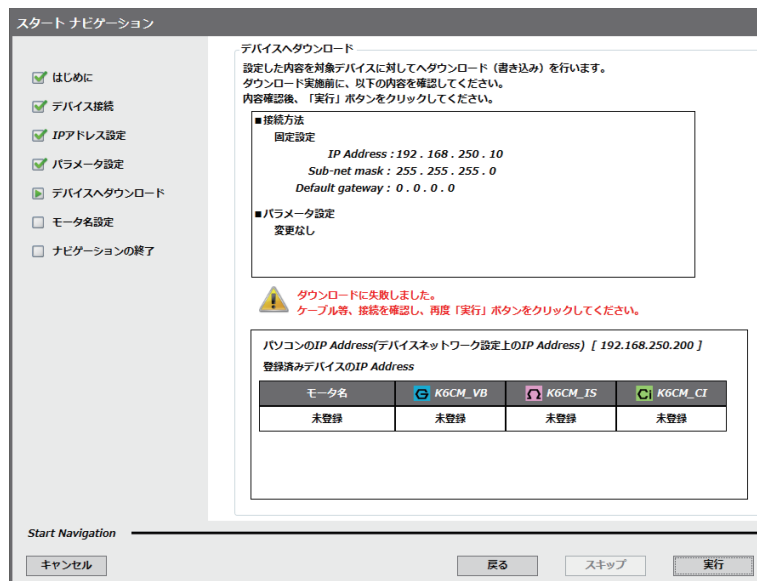 スタート ナビゲーション
はじめに
デバイス接続
IPアドレス設定
パラメータ設定
デバイスへダウンロード
モータ名設定
ナビゲーションの終了
デバイスへダウンロード
設定した内容を対象デバイスに対してへダウンロード（書き込み）を行います。
ダウンロード実施前に、以下の内容を確認してください。
内容確認後、「実行」ボタンをクリックしてください。
■接続方法
固定設定
IP Address : 192 . 168 . 250 . 10
Sub-net mask : 255 . 255 . 255 . 0
Default gateway : 0 . 0 . 0 . 0
■パラメータ設定
変更なし
ダウンロードに失敗しました。
ケーブル等、接続を確認し、再度「実行」ボタンをクリックしてください。
パソコンのIP Address(デバイスネットワーク設定上のIP Address) [ 192.168.250.200 ]
登録済みデバイスのIP Address
モータ名 K6CM_VB Ω K6CM_IS Ci K6CM_CI
未登録 未登録 未登録 未登録
Start Navigation
キャンセル 戻る スキップ 実行